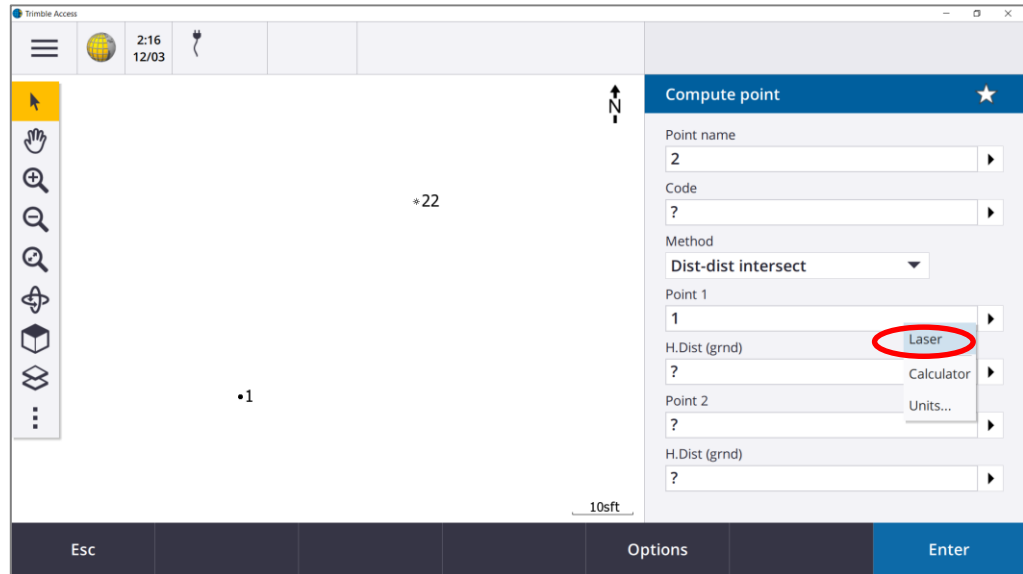 Trimble Access
2:16
12/03
N
22
1
10sft
Compute point
Point name
2
Code
?
Method
Dist-dist intersect
Point 1
1
H.Dist (grnd)
?
Point 2
?
H.Dist (grnd)
?
Laser
Calculator
Units...
Esc
Options
Enter